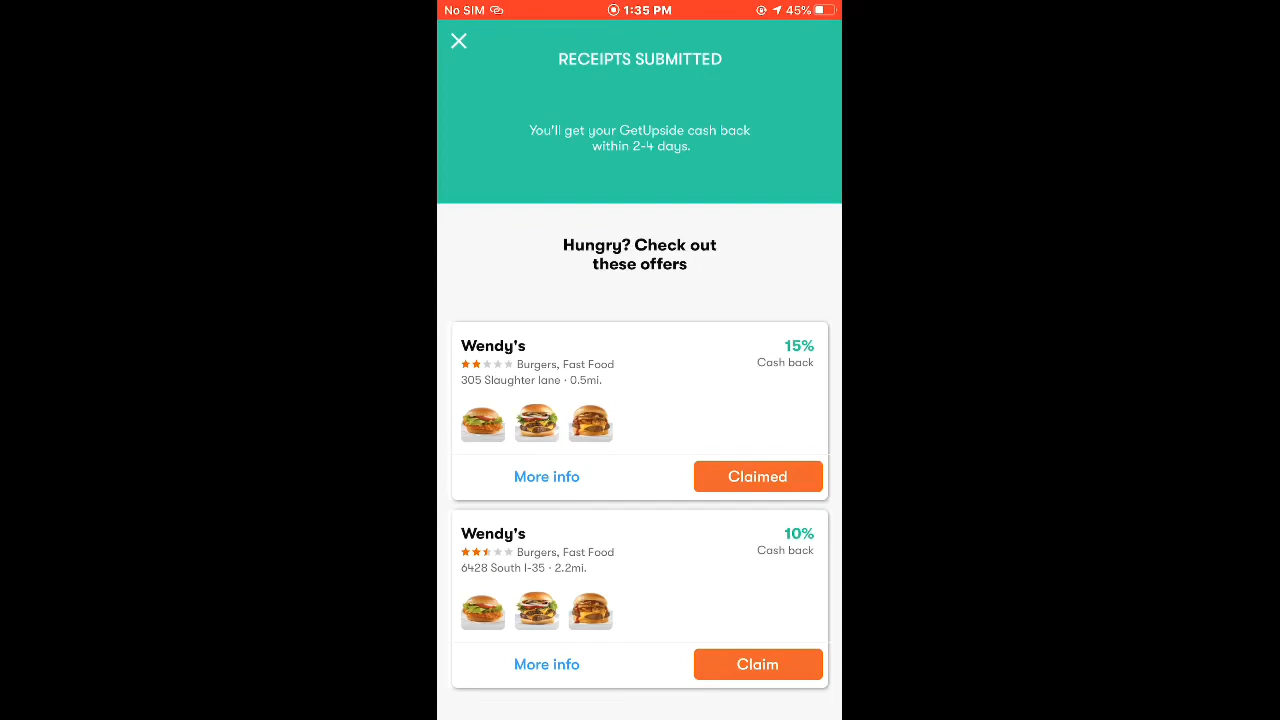 No SIM 1:35 PM 45%
RECEIPTS SUBMITTED
You'll get your GetUpside cash back
within 2-4 days.
Hungry? Check out
these offers
Wendy's 15%
Burgers, Fast Food Cash back
305 Slaughter lane · 0.5mi.
More info Claimed
Wendy's 10%
Burgers, Fast Food Cash back
6428 South I-35 · 2.2mi.
More info Claim